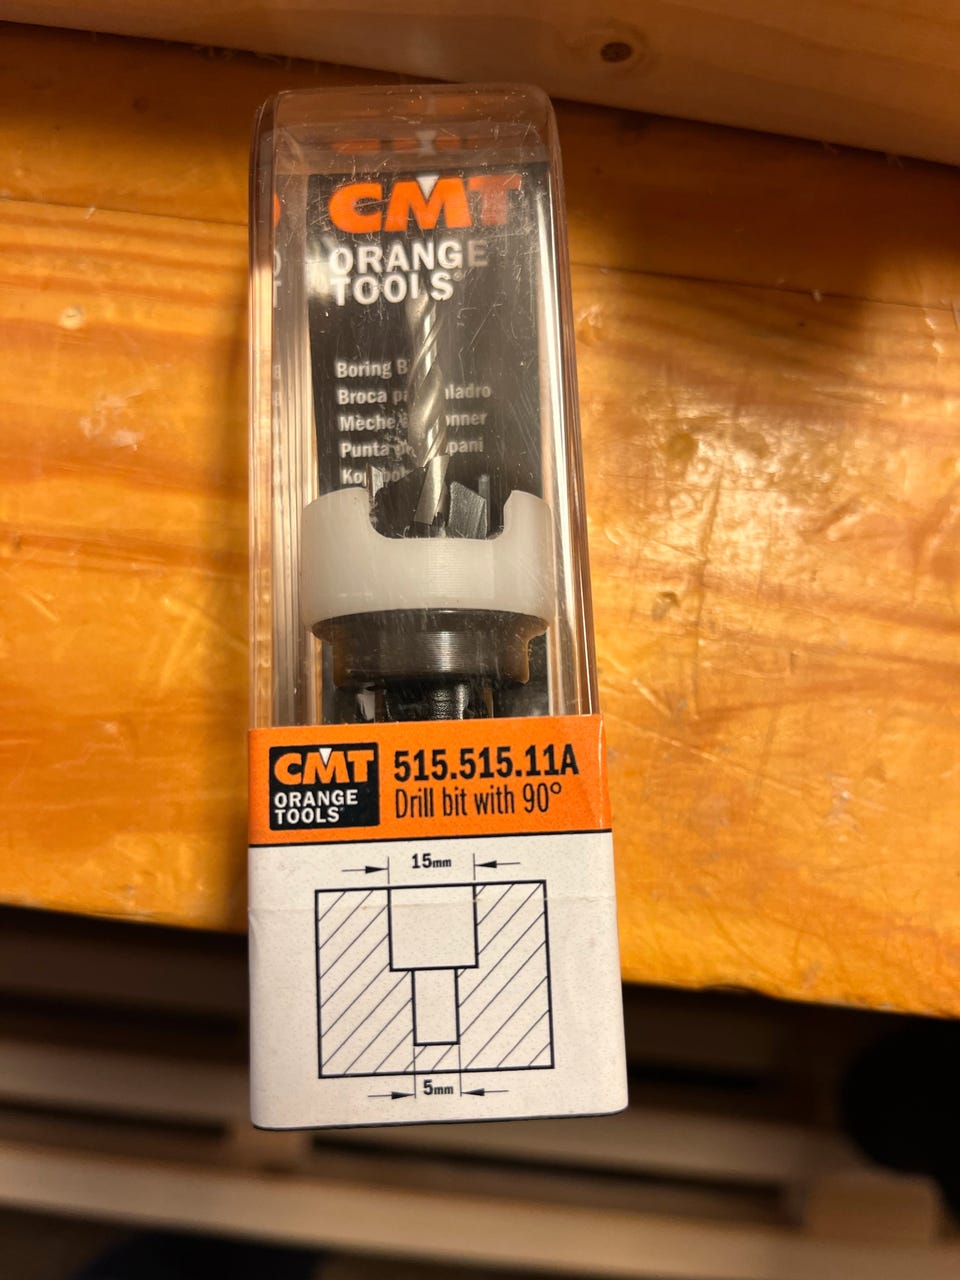 CMT
ORANGE
TOOLS®
Boring B
Broca
Mèche
Punta
CMT
ORANGE
TOOLS®
515.515.11A
Drill bit with 90°
15mm
5mm